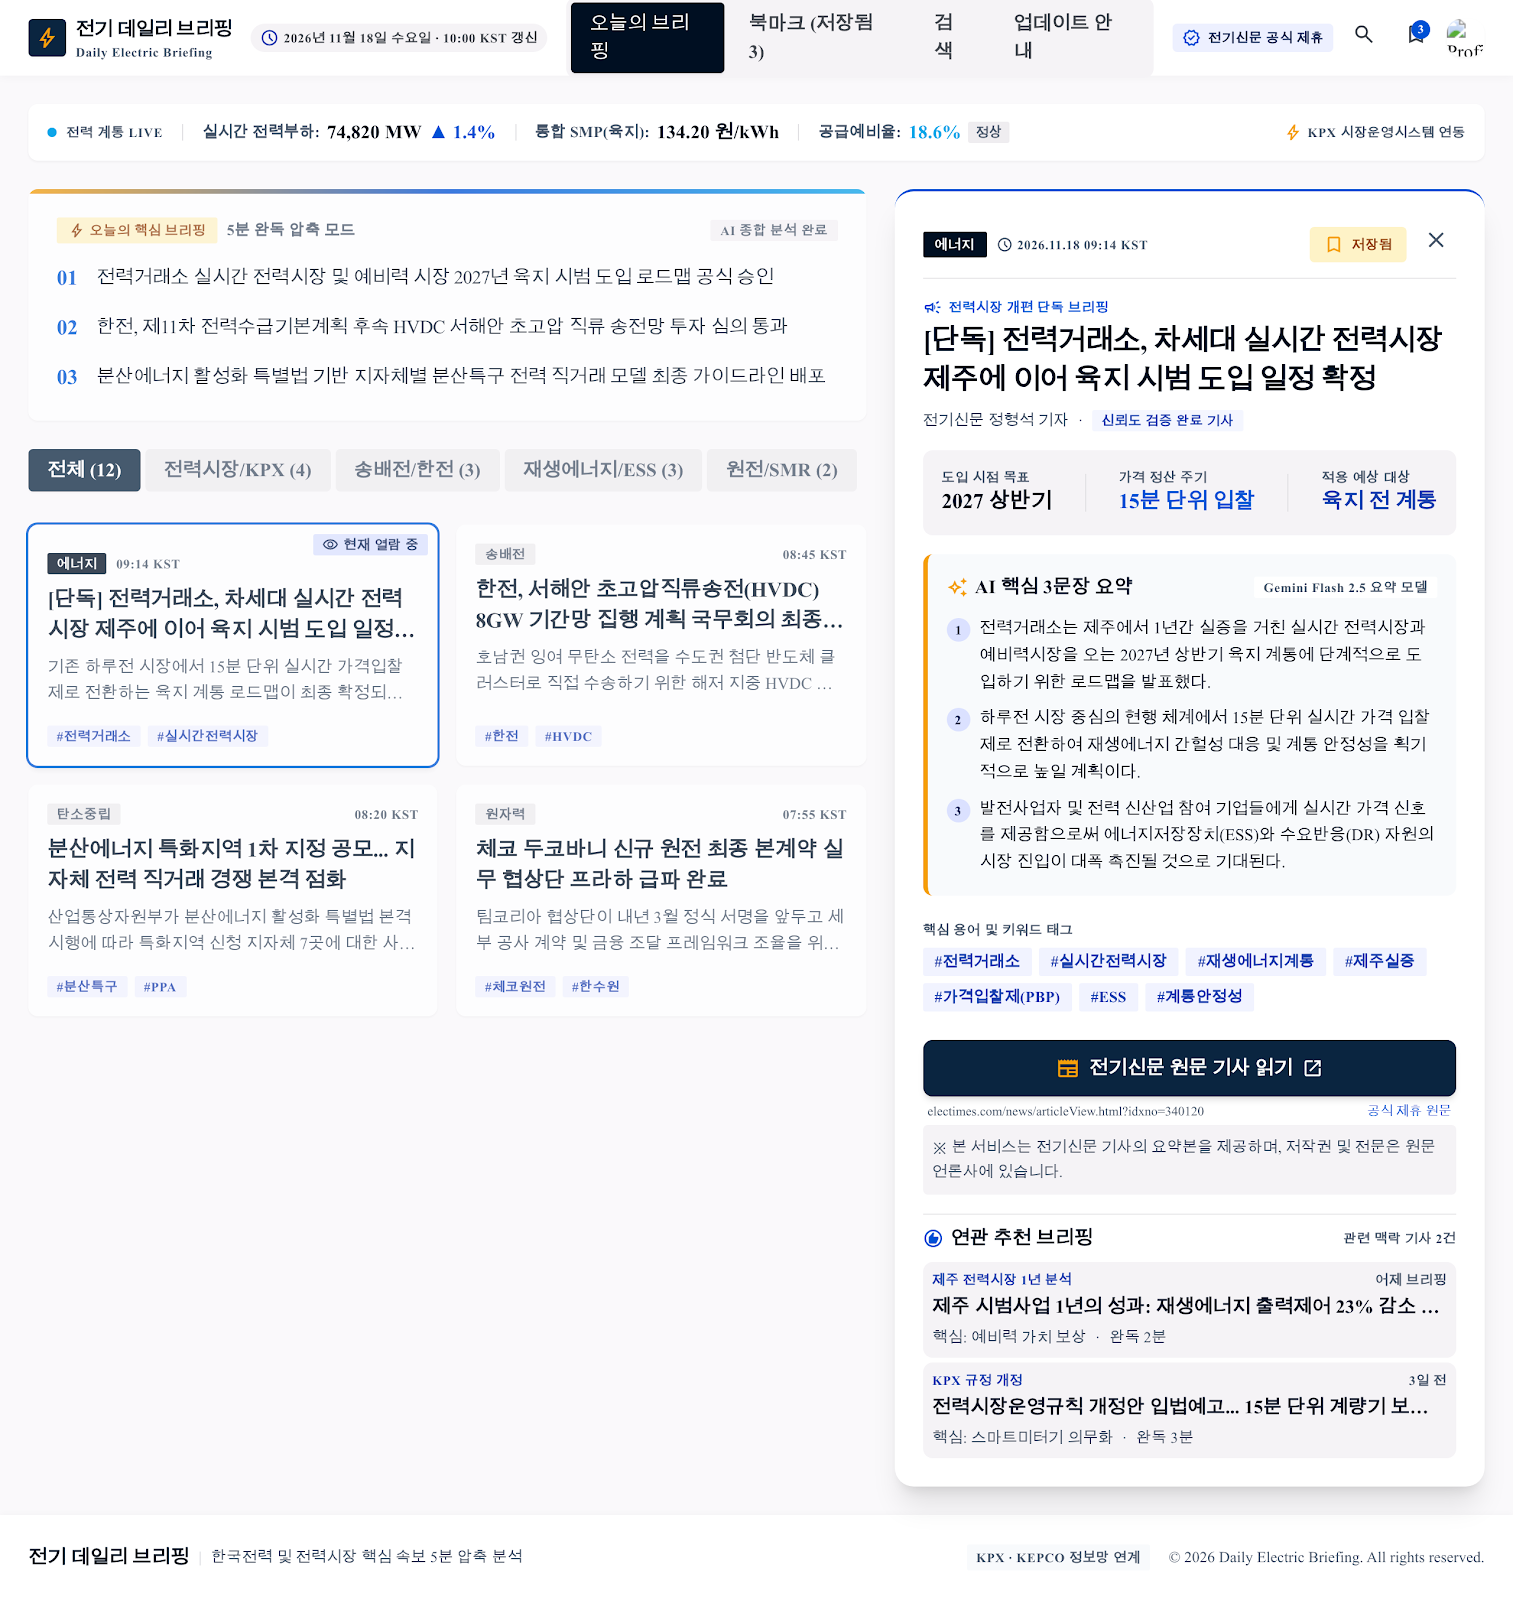 전기 데일리 브리핑
Daily Electric Briefing
2026년 11월 18일 수요일 · 10:00 KST 갱신
오늘의 브리
핑
북마크 (저장됨
3)
검
색
업데이트 안
내
전기신문 공식 제휴
3
전력 계통 LIVE
실시간 전력부하: 74,820 MW ▲ 1.4%
통합 SMP(육지): 134.20 원/kWh
공급예비율: 18.6% 정상
KPX 시장운영시스템 연동
오늘의 핵심 브리핑
5분 완독 압축 모드
AI 종합 분석 완료
01 전력거래소 실시간 전력시장 및 예비력 시장 2027년 육지 시범 도입 로드맵 공식 승인
02 한전, 제11차 전력수급기본계획 후속 HVDC 서해안 초고압 직류 송전망 투자 심의 통과
03 분산에너지 활성화 특별법 기반 지자체별 분산특구 전력 직거래 모델 최종 가이드라인 배포
전체 (12)
전력시장/KPX (4)
송배전/한전 (3)
재생에너지/ESS (3)
원전/SMR (2)
현재 열람 중
에너지 09:14 KST
[단독] 전력거래소, 차세대 실시간 전력
시장 제주에 이어 육지 시범 도입 일정…
기존 하루전 시장에서 15분 단위 실시간 가격입찰
제로 전환하는 육지 계통 로드맵이 최종 확정되…
#전력거래소 #실시간전력시장
송배전 08:45 KST
한전, 서해안 초고압직류송전(HVDC)
8GW 기간망 집행 계획 국무회의 최종…
호남권 잉여 무탄소 전력을 수도권 첨단 반도체 클
러스터로 직접 수송하기 위한 해저 지중 HVDC …
#한전 #HVDC
탄소중립 08:20 KST
분산에너지 특화지역 1차 지정 공모... 지
자체 전력 직거래 경쟁 본격 점화
산업통상자원부가 분산에너지 활성화 특별법 본격
시행에 따라 특화지역 신청 지자체 7곳에 대한 사…
#분산특구 #PPA
원자력 07:55 KST
체코 두코바니 신규 원전 최종 본계약 실
무 협상단 프라하 급파 완료
팀코리아 협상단이 내년 3월 정식 서명을 앞두고 세
부 공사 계약 및 금융 조달 프레임워크 조율을 위…
#체코원전 #한수원
에너지 2026.11.18 09:14 KST
저장됨
전력시장 개편 단독 브리핑
[단독] 전력거래소, 차세대 실시간 전력시장
제주에 이어 육지 시범 도입 일정 확정
전기신문 정형석 기자 · 신뢰도 검증 완료 기사
도입 시점 목표
2027 상반기
가격 정산 주기
15분 단위 입찰
적용 예상 대상
육지 전 계통
AI 핵심 3문장 요약
Gemini Flash 2.5 요약 모델
1 전력거래소는 제주에서 1년간 실증을 거친 실시간 전력시장과
예비력시장을 오는 2027년 상반기 육지 계통에 단계적으로 도
입하기 위한 로드맵을 발표했다.
2 하루전 시장 중심의 현행 체계에서 15분 단위 실시간 가격 입찰
제로 전환하여 재생에너지 간헐성 대응 및 계통 안정성을 획기
적으로 높일 계획이다.
3 발전사업자 및 전력 신산업 참여 기업들에게 실시간 가격 신호
를 제공함으로써 에너지저장장치(ESS)와 수요반응(DR) 자원의
시장 진입이 대폭 촉진될 것으로 기대된다.
핵심 용어 및 키워드 태그
#전력거래소 #실시간전력시장 #재생에너지계통 #제주실증
#가격입찰제(PBP) #ESS #계통안정성
전기신문 원문 기사 읽기
electimes.com/news/articleView.html?idxno=340120
공식 제휴 원문
※ 본 서비스는 전기신문 기사의 요약본을 제공하며, 저작권 및 전문은 원문
언론사에 있습니다.
연관 추천 브리핑
관련 맥락 기사 2건
제주 전력시장 1년 분석
어제 브리핑
제주 시범사업 1년의 성과: 재생에너지 출력제어 23% 감소 …
핵심: 예비력 가치 보상 · 완독 2분
KPX 규정 개정
3일 전
전력시장운영규칙 개정안 입법예고... 15분 단위 계량기 보…
핵심: 스마트미터기 의무화 · 완독 3분
전기 데일리 브리핑
한국전력 및 전력시장 핵심 속보 5분 압축 분석
KPX · KEPCO 정보망 연계
© 2026 Daily Electric Briefing. All rights reserved.